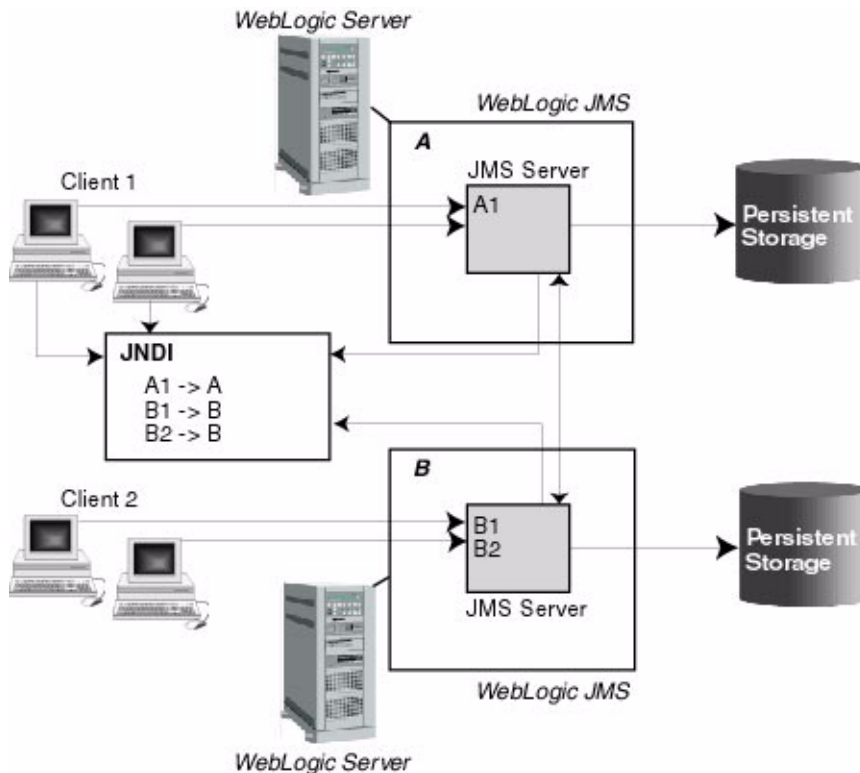 WebLogic Server
WebLogic JMS
A
JMS Server
A1
Client 1
Persistent
Storage
JNDI
A1 -> A
B1 -> B
B2 -> B
B
Client 2
B1
B2
JMS Server
Persistent
Storage
WebLogic JMS
WebLogic Server